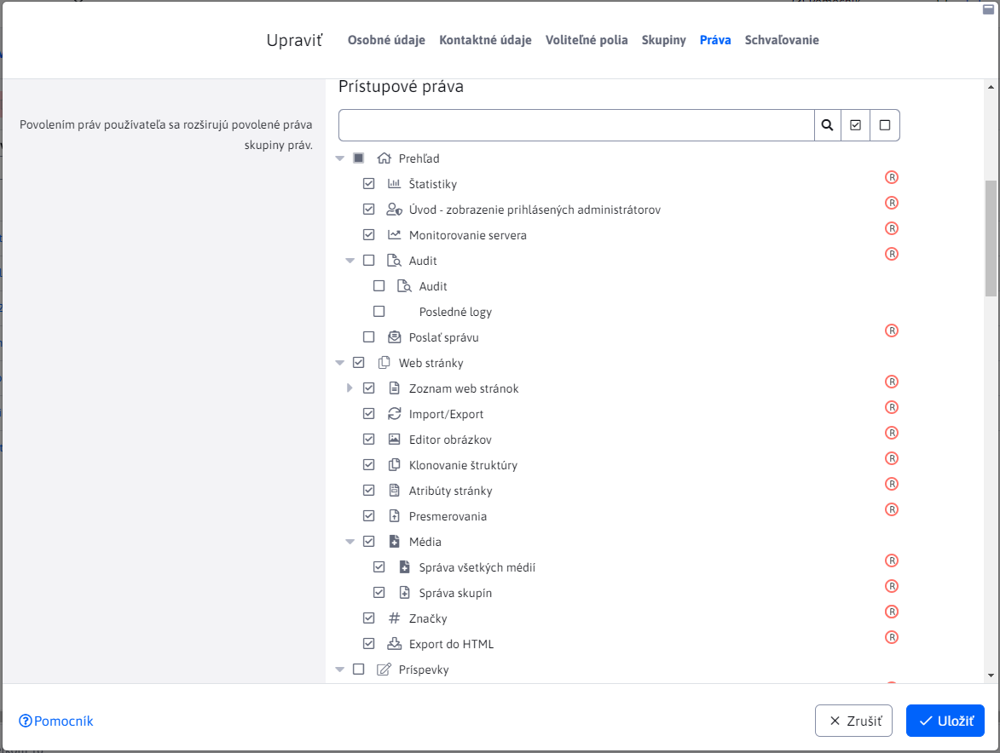 Upraviť Osobné údaje Kontaktné údaje Voliteľné polia Skupiny Práva Schvaľovanie
Povolením práv používateľa sa rozširujú povolené práva
skupiny práv.
Prístupové práva
Prehľad
Štatistiky R
Úvod - zobrazenie prihlásených administrátorov R
Monitorovanie servera R
Audit R
Audit
Posledné logy
Poslať správu R
Web stránky
Zoznam web stránok R
Import/Export R
Editor obrázkov R
Klonovanie štruktúry R
Atribúty stránky R
Presmerovania R
Média
Správa všetkých médií R
Správa skupín R
Značky R
Export do HTML R
Príspevky
Pomocník Zrušiť Uložiť